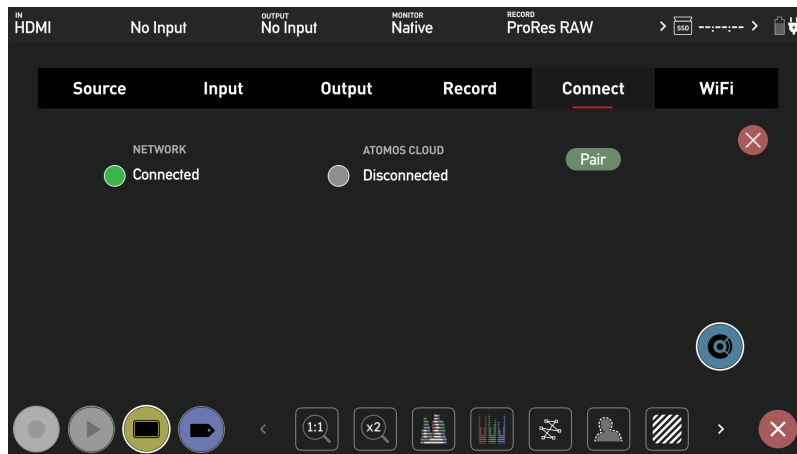 IN
HDMI
No Input
OUTPUT
No Input
MONITOR
Native
RECORD
ProRes RAW
> SSD --:--:-- >
Source Input Output Record Connect WiFi
NETWORK
Connected
ATOMOS CLOUD
Disconnected
Pair
1:1
x2